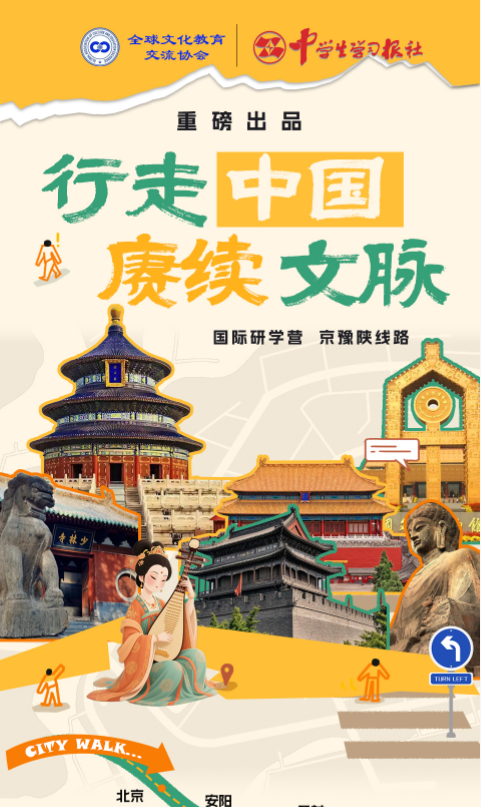 全球文化教育
交流协会
中学生学习报社
重磅出品
行走中国
赓续文脉
国际研学营 京豫陕线路
少林寺
TURN LEFT
CITY WALK...
北京
安阳